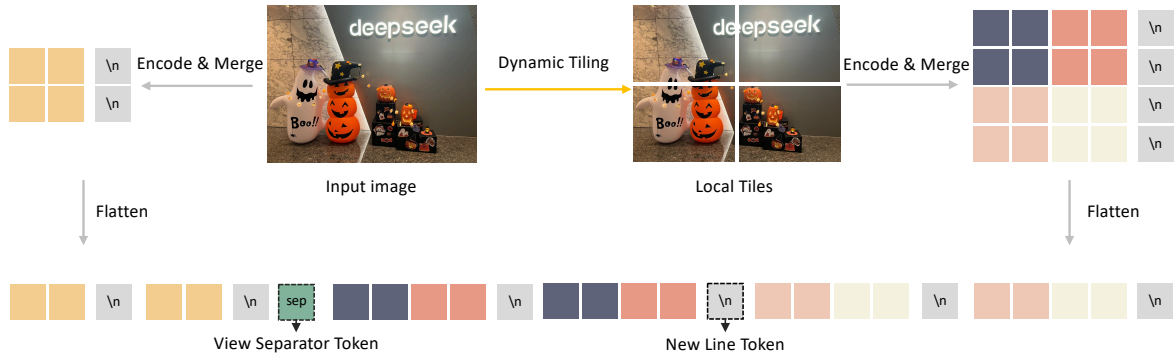 deepseek
deepseek
Boo!!
Boo!!
\n
\n
Encode & Merge
Dynamic Tiling
Encode & Merge
\n
\n
\n
\n
Input image
Local Tiles
Flatten
Flatten
\n
\n
sep
\n
\n
\n
\n
View Separator Token
New Line Token